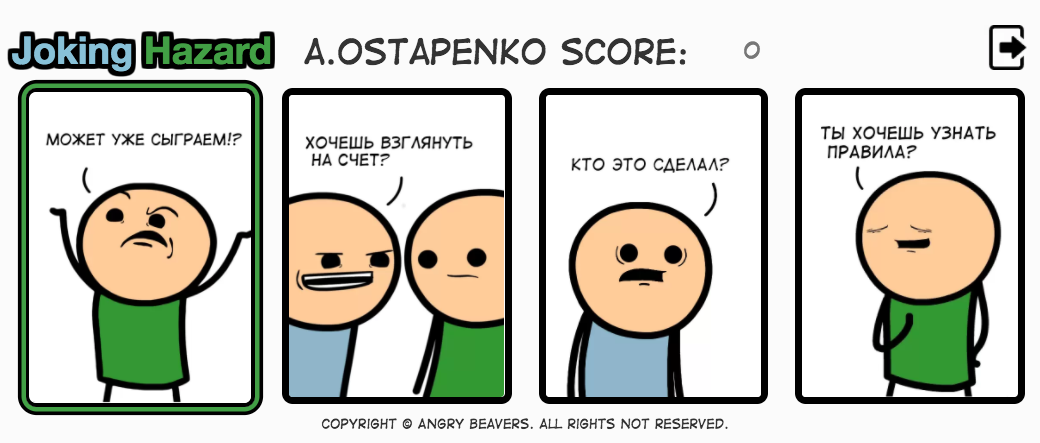 Joking Hazard
A.OSTAPENKO SCORE: 0
МОЖЕТ УЖЕ СЫГРАЕМ!?
ХОЧЕШЬ ВЗГЛЯНУТЬ
НА СЧЕТ?
КТО ЭТО СДЕЛАЛ?
ТЫ ХОЧЕШЬ УЗНАТЬ
ПРАВИЛА?
COPYRIGHT © ANGRY BEAVERS. ALL RIGHTS NOT RESERVED.